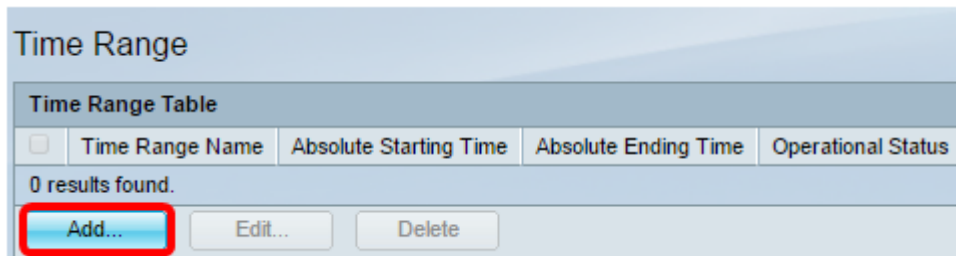 Time Range
Time Range Table
Time Range Name Absolute Starting Time Absolute Ending Time Operational Status
0 results found.
Add... Edit... Delete